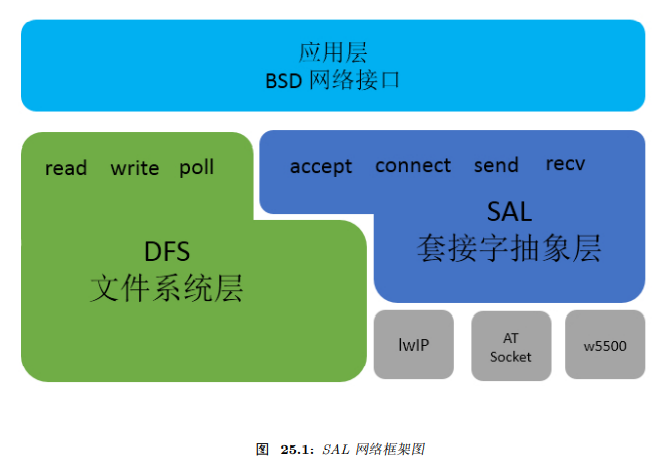 应用层
BSD 网络接口
read write poll
accept connect send recv
DFS
文件系统层
SAL
套接字抽象层
lwIP
AT
Socket
w5500
图 25.1: SAL 网络框架图